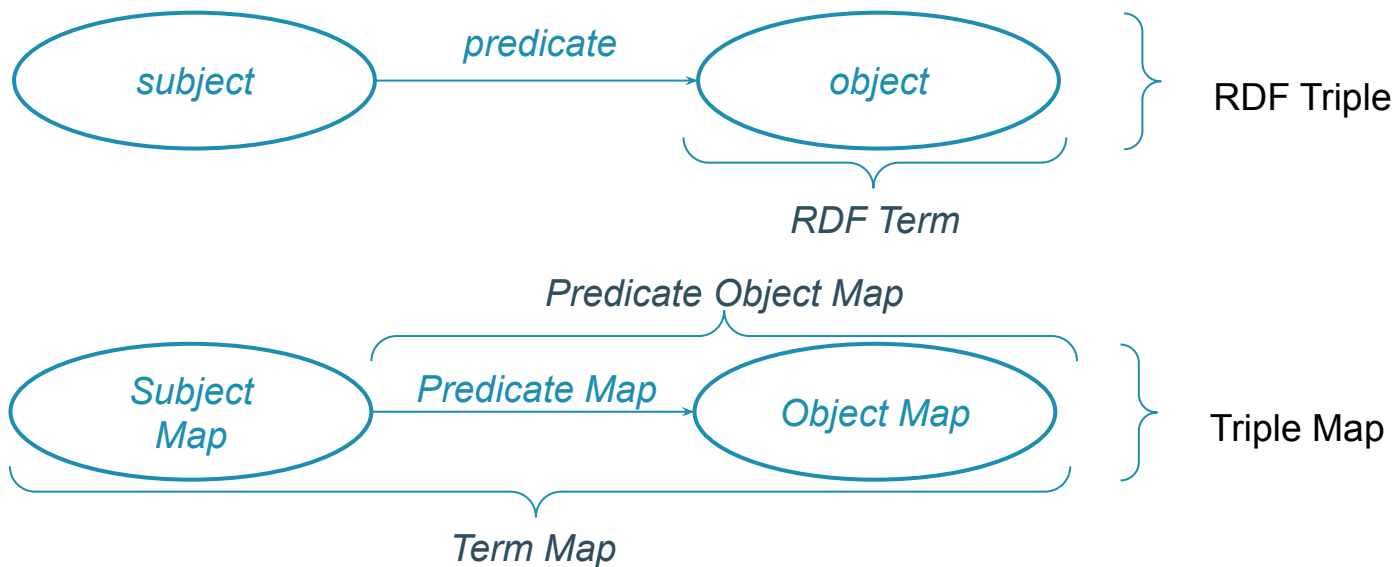 predicate
subject
object
RDF Triple
RDF Term
Predicate Object Map
Subject
Map
Predicate Map
Object Map
Triple Map
Term Map